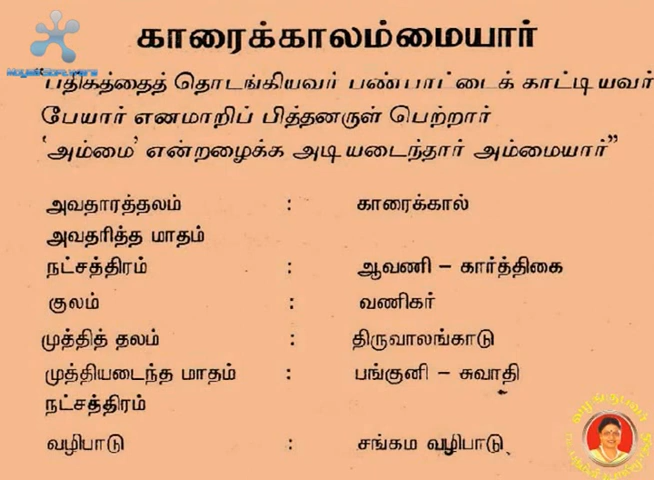 காரைக்காலம்மையார்
"பதிகத்தைத் தொடங்கியவர் பண்பாட்டைக் காட்டியவர்
பேயார் எனமாறிப் பித்தனருள் பெற்றார்
'அம்மை' என்றழைக்க அடியடைந்தார் அம்மையார்"
அவதாரத்தலம் : காரைக்கால்
அவதரித்த மாதம்
நட்சத்திரம் : ஆவணி – கார்த்திகை
குலம் : வணிகர்
முத்தித் தலம் : திருவாலங்காடு
முத்தியடைந்த மாதம் : பங்குனி – சுவாதி
நட்சத்திரம்
வழிபாடு : சங்கம வழிபாடு